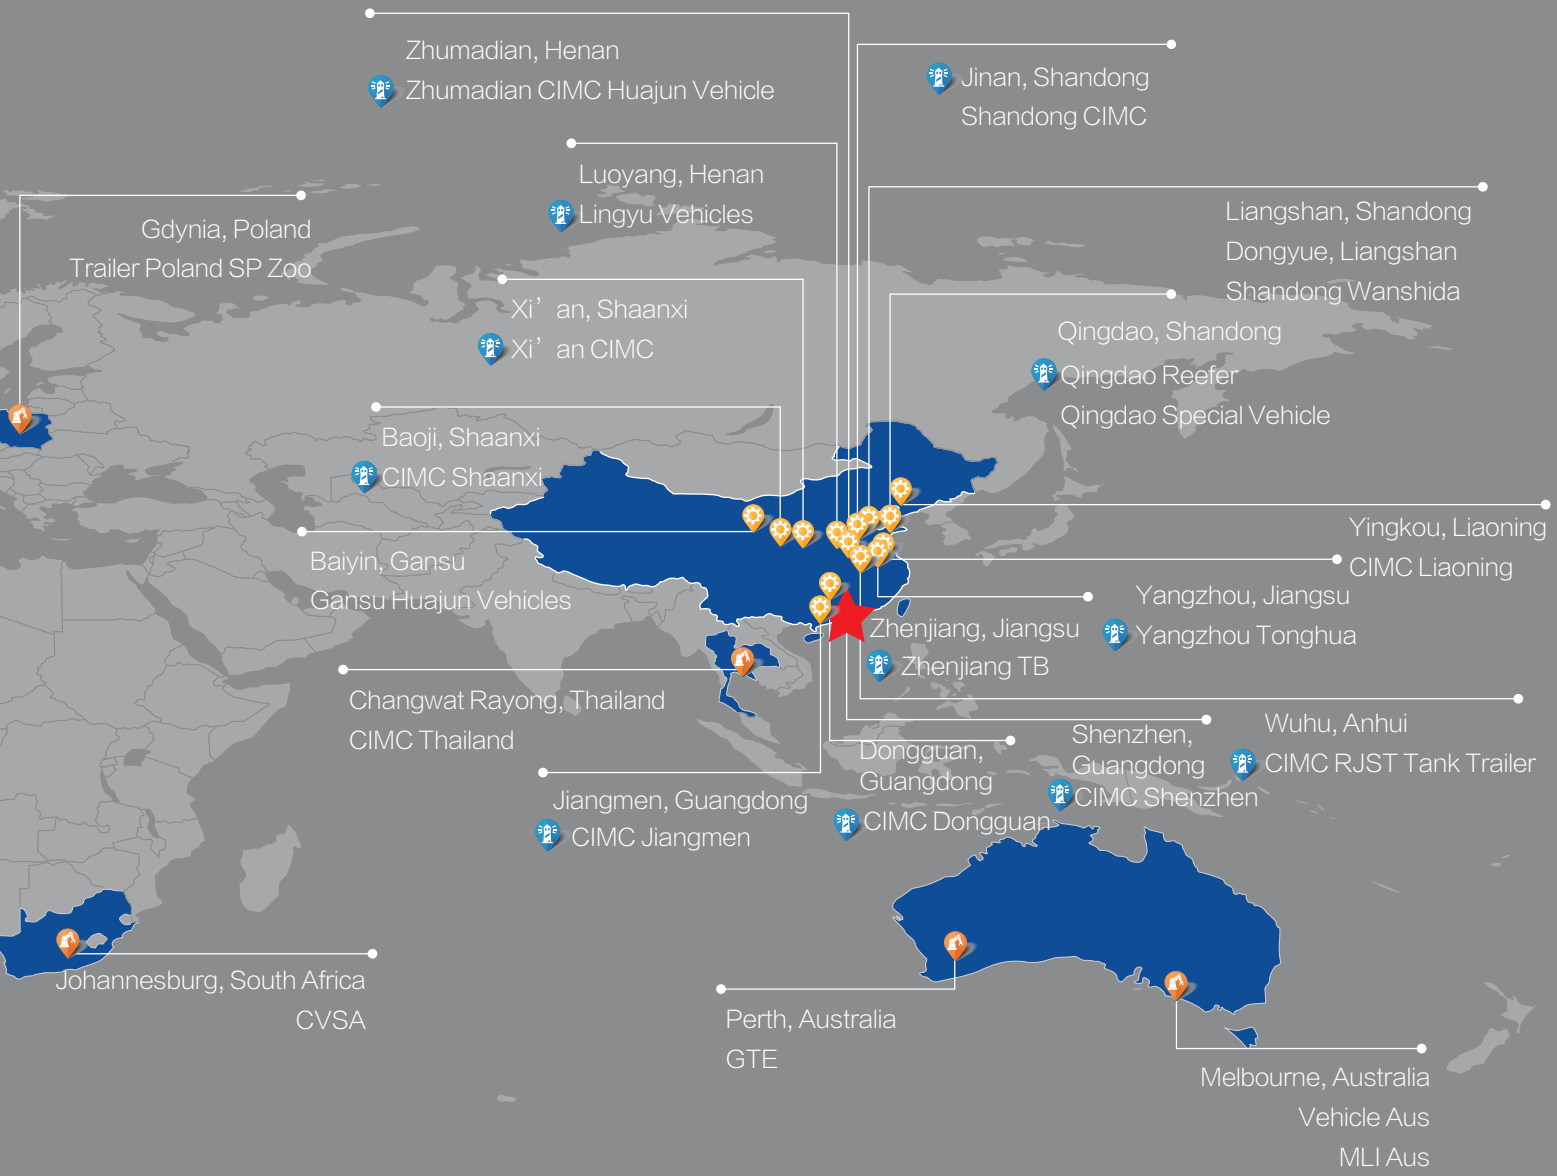 Zhumadian, Henan
Zhumadian CIMC Huajun Vehicle
Jinan, Shandong
Shandong CIMC
Luoyang, Henan
Lingyu Vehicles
Liangshan, Shandong
Dongyue, Liangshan
Shandong Wanshida
Gdynia, Poland
Trailer Poland SP Zoo
Xi’ an, Shaanxi
Xi’ an CIMC
Qingdao, Shandong
Qingdao Reefer
Qingdao Special Vehicle
Baoji, Shaanxi
CIMC Shaanxi
Yingkou, Liaoning
CIMC Liaoning
Baiyin, Gansu
Gansu Huajun Vehicles
Yangzhou, Jiangsu
Yangzhou Tonghua
Zhenjiang, Jiangsu
Zhenjiang TB
Changwat Rayong, Thailand
CIMC Thailand
Wuhu, Anhui
CIMC RJST Tank Trailer
Shenzhen,
Guangdong
CIMC Shenzhen
Dongguan,
Guangdong
CIMC Dongguan
Jiangmen, Guangdong
CIMC Jiangmen
Johannesburg, South Africa
CVSA
Perth, Australia
GTE
Melbourne, Australia
Vehicle Aus
MLI Aus